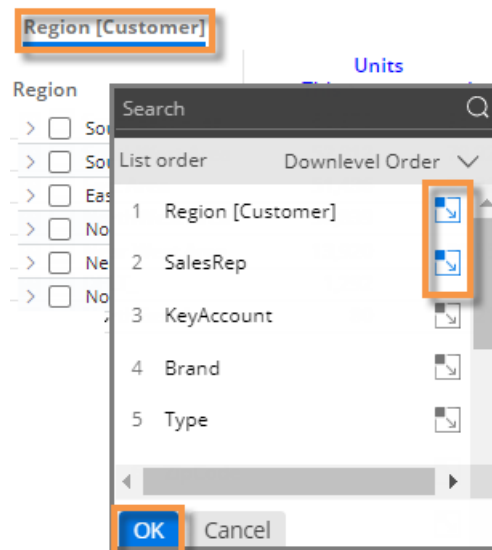 Region [Customer]
Units
Region
Search
List order Downlevel Order
1 Region [Customer]
2 SalesRep
3 KeyAccount
4 Brand
5 Type
OK Cancel